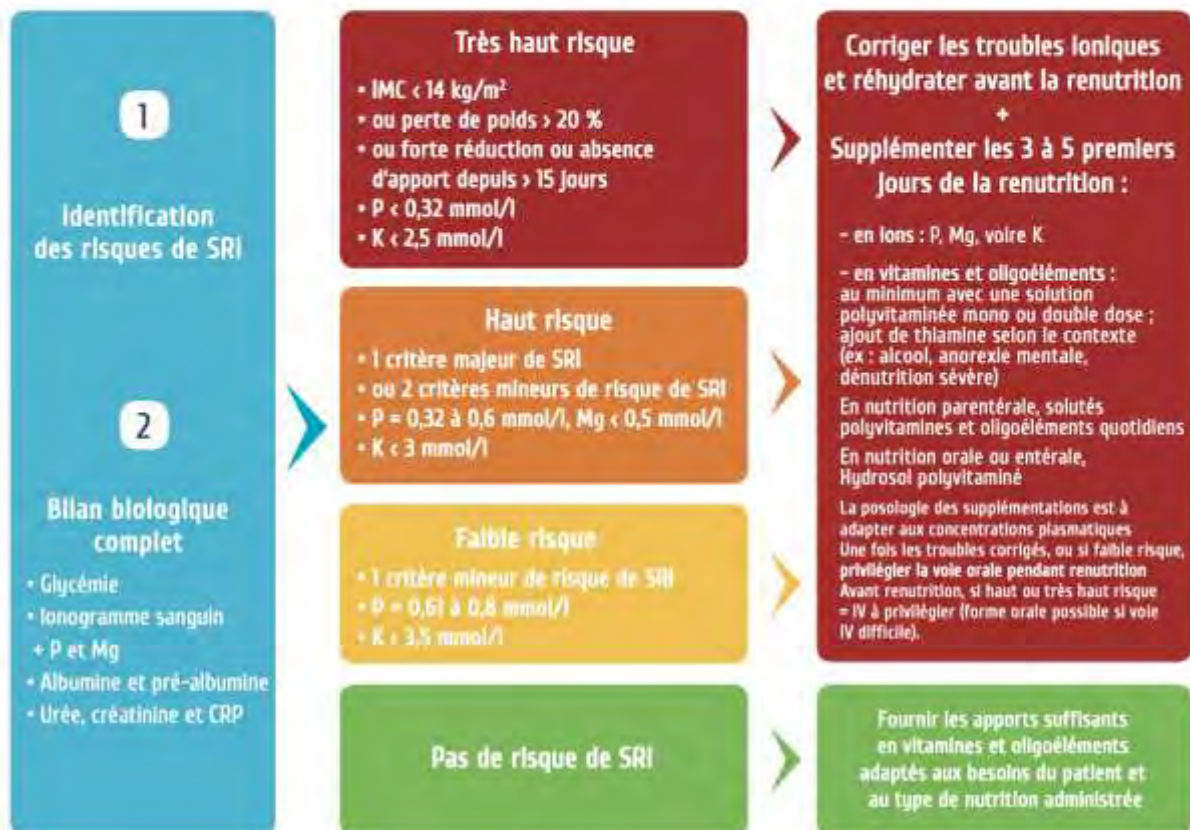 1
Identification
des risques de SRI
2
Bilan biologique
complet
• Glycémie
• Ionogramme sanguin
+ P et Mg
• Albumine et pré-albumine
• Urée, créatinine et CRP
Très haut risque
• IMC < 14 kg/m²
• ou perte de poids > 20 %
• ou forte réduction ou absence
d'apport depuis > 15 jours
• P < 0,32 mmol/l
• K < 2,5 mmol/l
Haut risque
• 1 critère majeur de SRI
• ou 2 critères mineurs de risque de SRI
• P = 0,32 à 0,6 mmol/l, Mg < 0,5 mmol/l
• K < 3 mmol/l
Faible risque
• 1 critère mineur de risque de SRI
• P = 0,61 à 0,8 mmol/l
• K < 3,5 mmol/l
Pas de risque de SRI
Corriger les troubles ioniques
et réhydrater avant la renutrition
+
Supplémenter les 3 à 5 premiers
jours de la renutrition :
- en ions : P, Mg, voire K
- en vitamines et oligoéléments :
au minimum avec une solution
polyvitaminée mono ou double dose ;
ajout de thiamine selon le contexte
(ex : alcool, anorexie mentale,
dénutrition sévère)
En nutrition parentérale, solutés
polyvitamines et oligoéléments quotidiens
En nutrition orale ou entérale,
Hydrosol polyvitaminé
La posologie des supplémentations est à
adapter aux concentrations plasmatiques
Une fois les troubles corrigés, ou si faible risque,
privilégier la voie orale pendant renutrition
Avant renutrition, si haut ou très haut risque
= IV à privilégier (forme orale possible si voie
IV difficile).
Fournir les apports suffisants
en vitamines et oligoéléments
adaptés aux besoins du patient et
au type de nutrition administrée